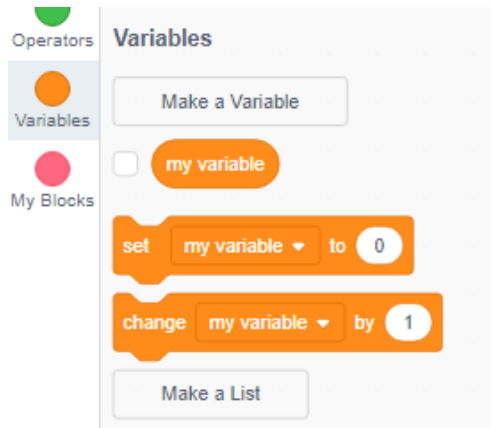 Operators
Variables
My Blocks
Variables
Make a Variable
my variable
set my variable to 0
change my variable by 1
Make a List